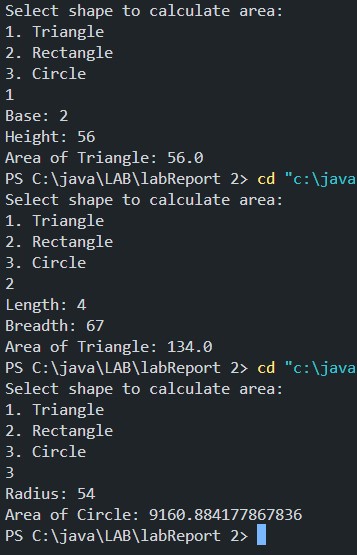 Select shape to calculate area:
1. Triangle
2. Rectangle
3. Circle
1
Base: 2
Height: 56
Area of Triangle: 56.0
PS C:\java\LAB\labReport 2> cd "c:\java
Select shape to calculate area:
1. Triangle
2. Rectangle
3. Circle
2
Length: 4
Breadth: 67
Area of Triangle: 134.0
PS C:\java\LAB\labReport 2> cd "c:\java
Select shape to calculate area:
1. Triangle
2. Rectangle
3. Circle
3
Radius: 54
Area of Circle: 9160.884177867836
PS C:\java\LAB\labReport 2>